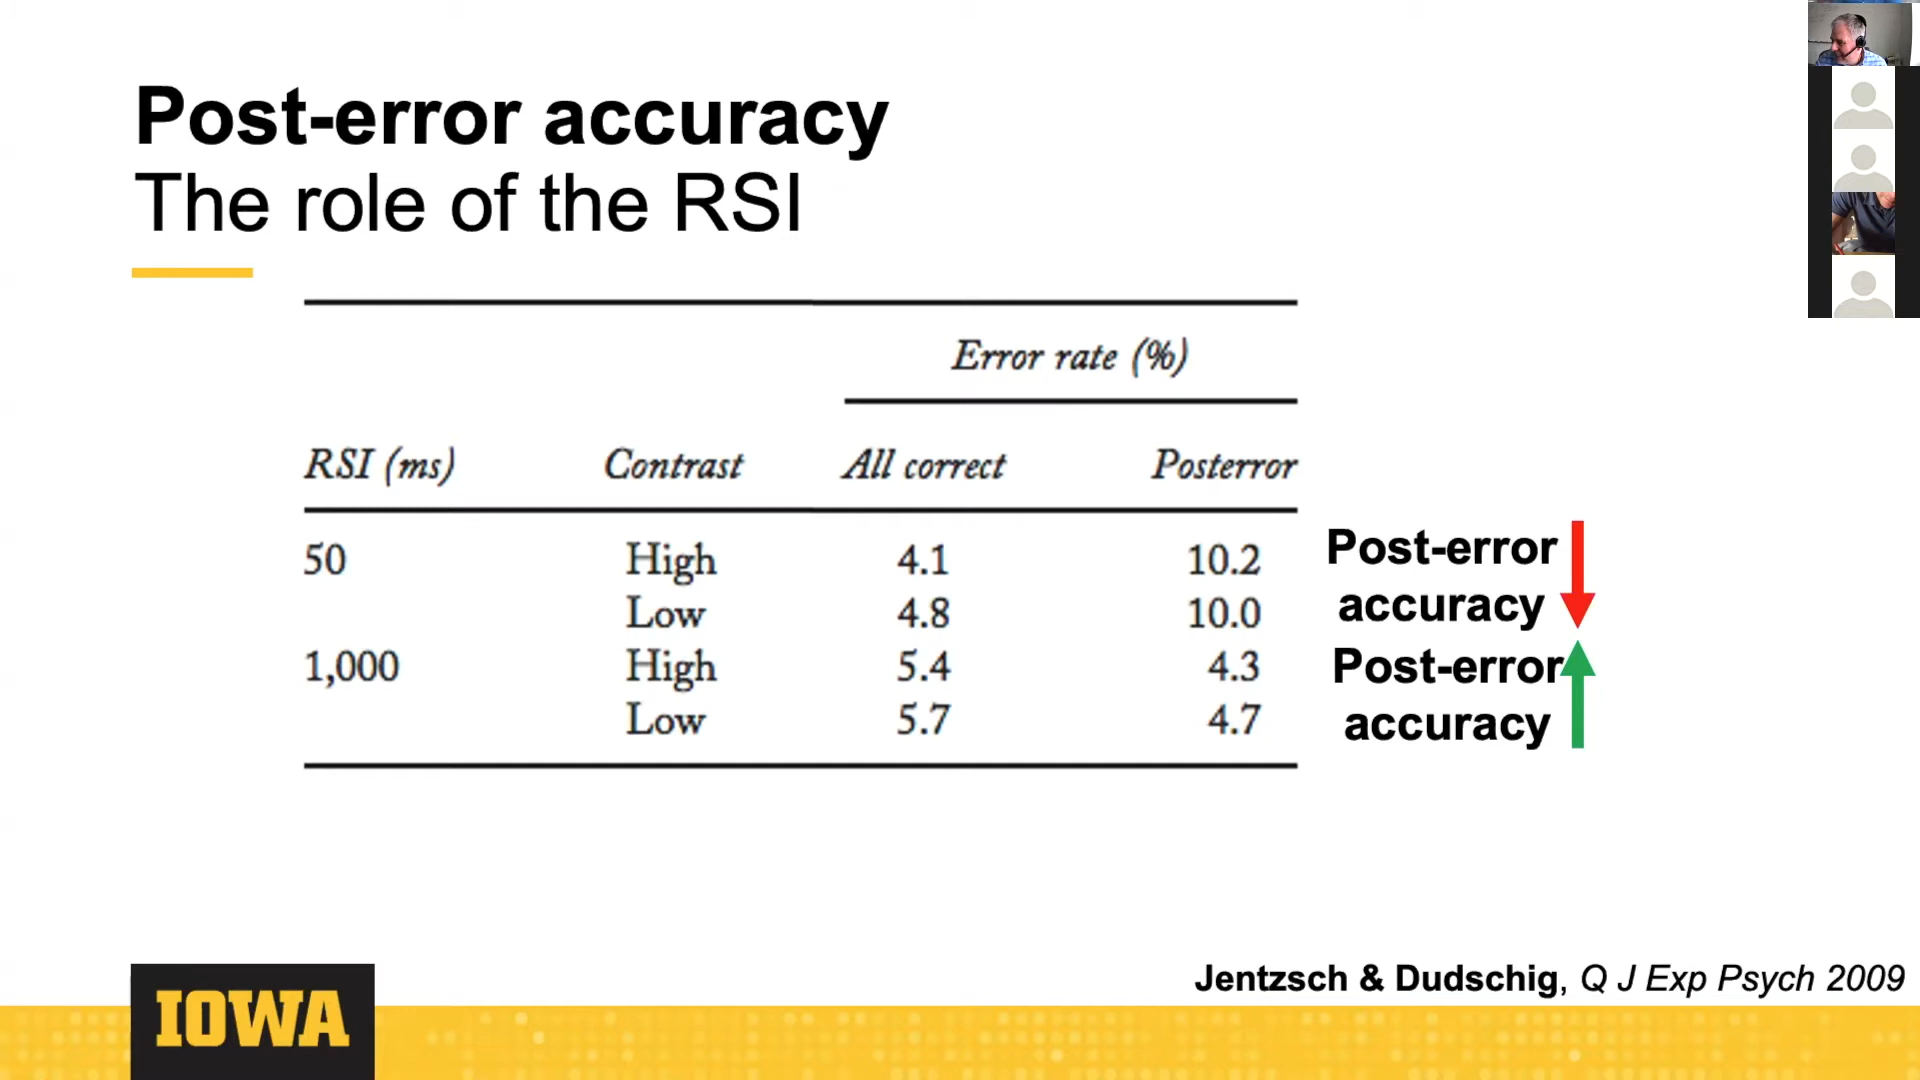 Post-error accuracy
The role of the RSI
Error rate (%)
RSI (ms) Contrast All correct Posterror
50 High 4.1 10.2
Low 4.8 10.0
1,000 High 5.4 4.3
Low 5.7 4.7
Post-error
accuracy
Post-error
accuracy
Jentzsch & Dudschig, Q J Exp Psych 2009
IOWA